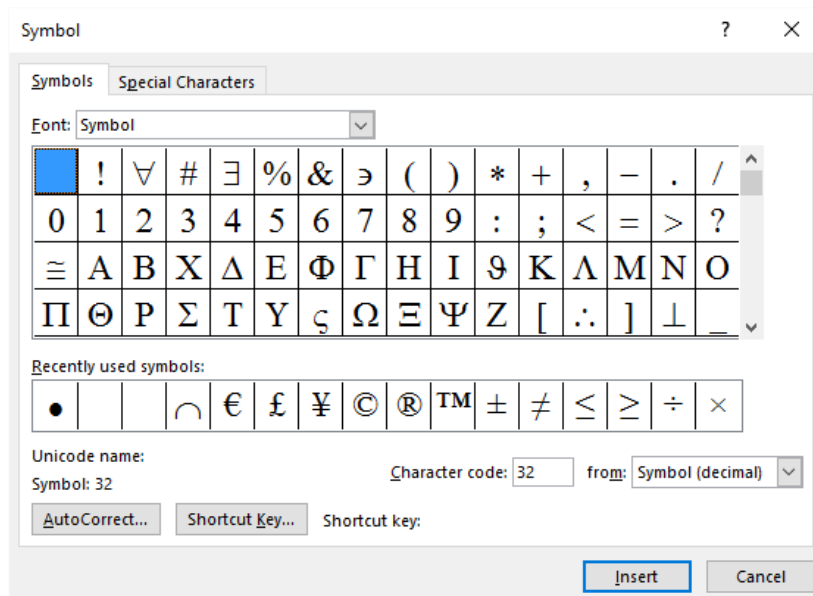 Symbol ? ×
Symbols Special Characters
Font: Symbol
! ∀ # ∃ % & ∍ ( ) * + , − . /
0 1 2 3 4 5 6 7 8 9 : ; < = > ?
≅ Α Β Χ Δ Ε Φ Γ Η Ι ϑ Κ Λ Μ Ν Ο
Π Θ Ρ Σ Τ Υ ς Ω Ξ Ψ Ζ [ ∴ ] ⊥ _
Recently used symbols:
● ⌒ € £ ¥ © ® ™ ± ≠ ≤ ≥ ÷ ×
Unicode name:
Symbol: 32
Character code: 32 from: Symbol (decimal)
AutoCorrect... Shortcut Key... Shortcut key:
Insert Cancel